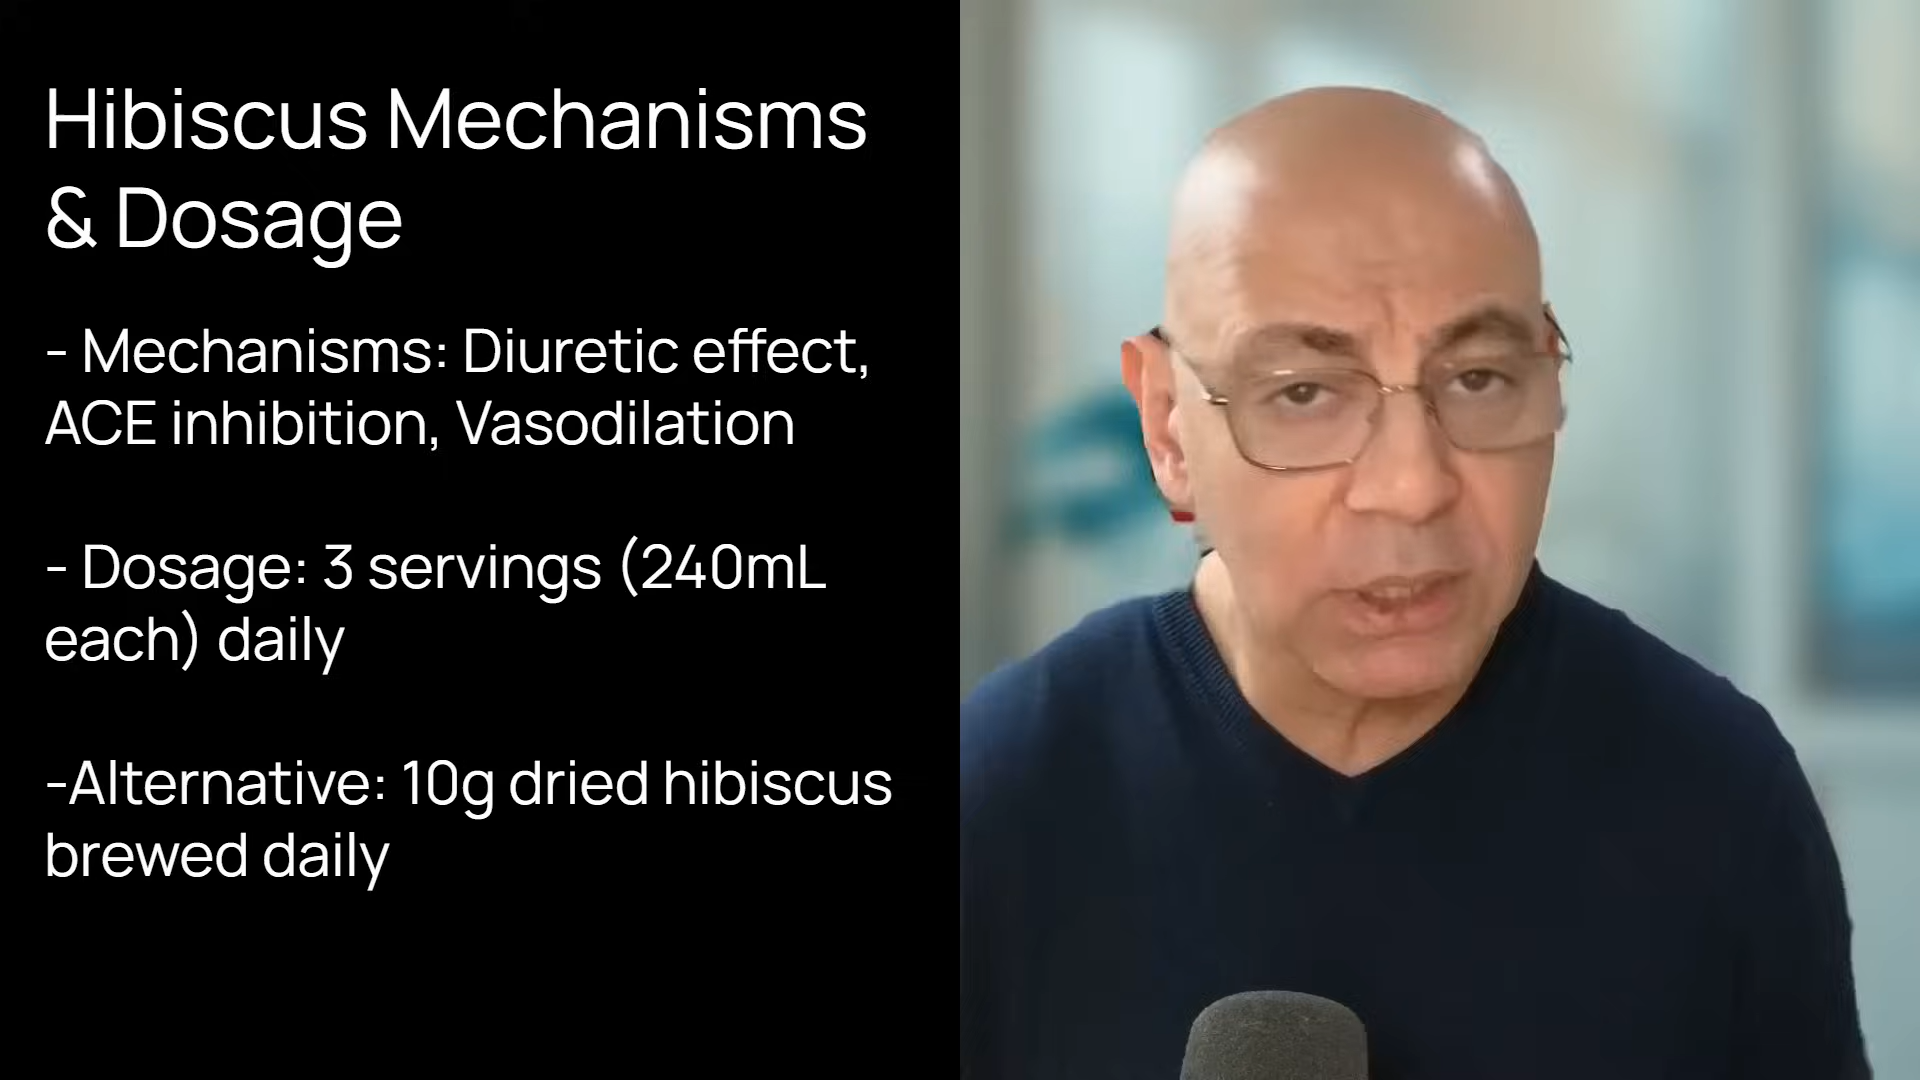 Hibiscus Mechanisms
& Dosage
- Mechanisms: Diuretic effect,
ACE inhibition, Vasodilation
- Dosage: 3 servings (240mL
each) daily
-Alternative: 10g dried hibiscus
brewed daily